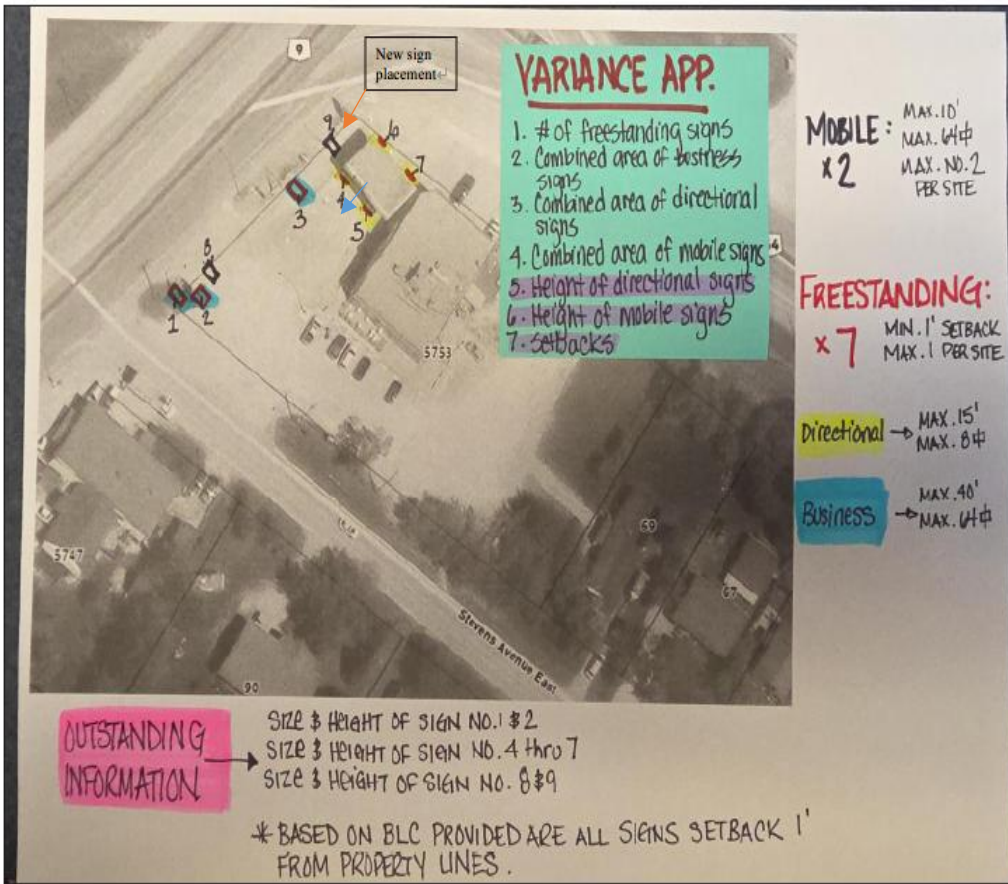 9
New sign
placement
VARIANCE APP.
1. # of freestanding signs
2. Combined area of business
signs
3. Combined area of directional
signs
4. Combined area of mobile signs
5. Height of directional signs
6. Height of mobile signs
7. Setbacks
MOBILE:
x2
MAX. 10'
MAX. 64⏍
MAX. NO. 2
PER SITE
FREESTANDING:
x7
MIN. 1' SETBACK
MAX. 1 PER SITE
Directional → MAX. 15'
MAX. 8⏍
Business → MAX. 40'
MAX. 64⏍
9
6
7
4
3
5
8
1
2
4
5753
5747
69
67
90
Stevens Avenue East
OUTSTANDING
INFORMATION
→ SIZE $ HEIGHT OF SIGN NO. 1 $ 2
SIZE $ HEIGHT OF SIGN NO. 4 thru 7
SIZE $ HEIGHT OF SIGN NO. 8 $ 9
* BASED ON BLC PROVIDED ARE ALL SIGNS SETBACK 1'
FROM PROPERTY LINES.